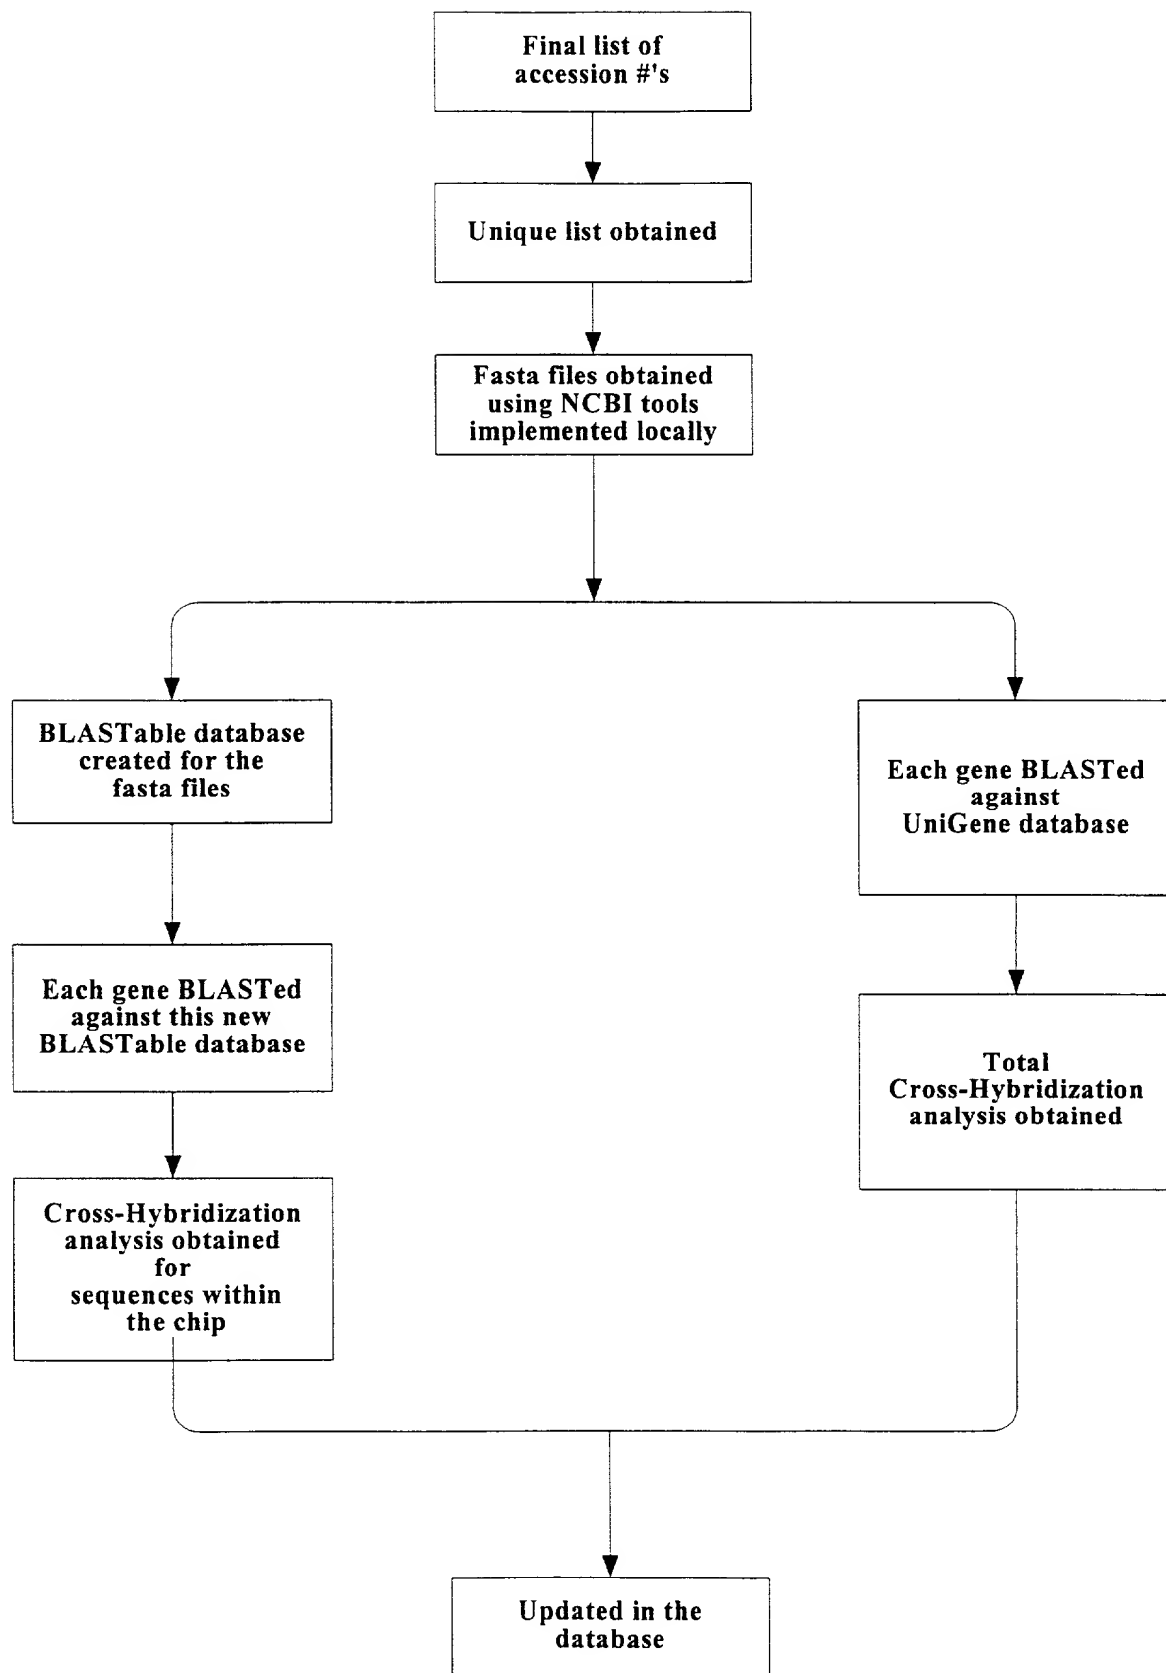 Final list of
accession #'s
Unique list obtained
Fasta files obtained
using NCBI tools
implemented locally
BLASTable database
created for the
fasta files
Each gene BLASTed
against
UniGene database
Each gene BLASTed
against this new
BLASTable database
Total
Cross-Hybridization
analysis obtained
Cross-Hybridization
analysis obtained
for
sequences within
the chip
Updated in the
database